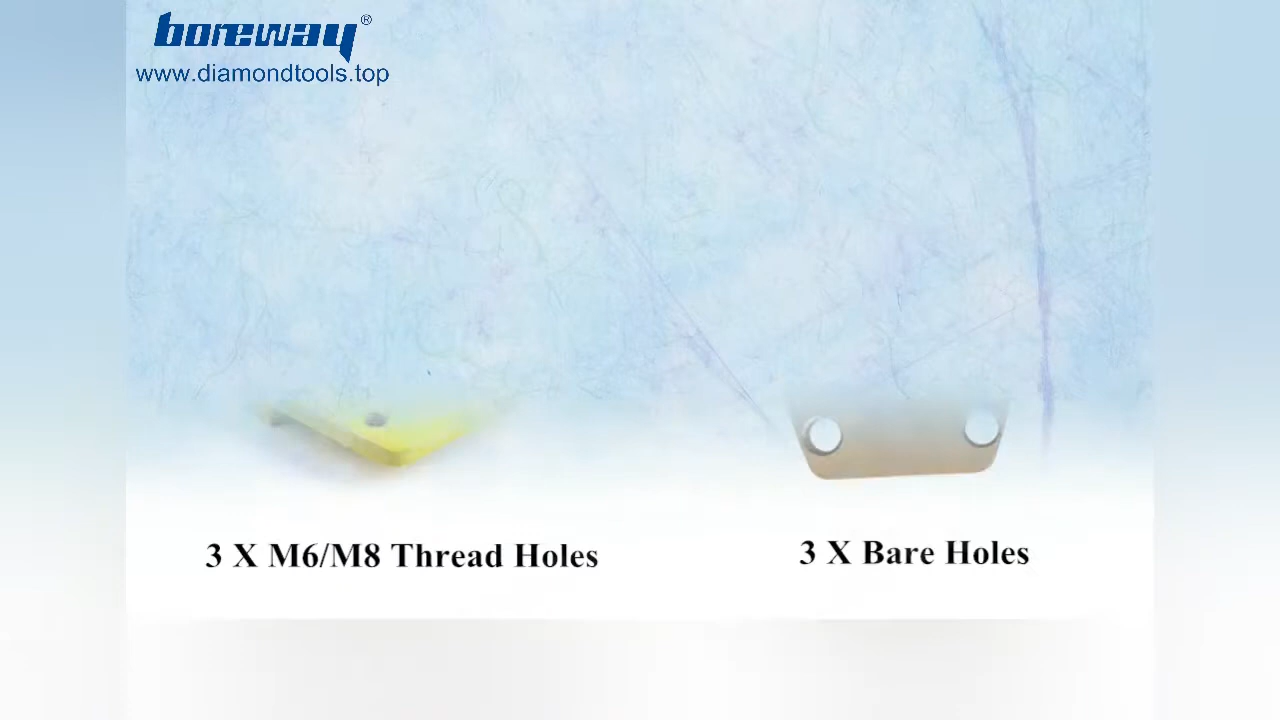 boreway®
www.diamondtools.top
3 X M6/M8 Thread Holes
3 X Bare Holes